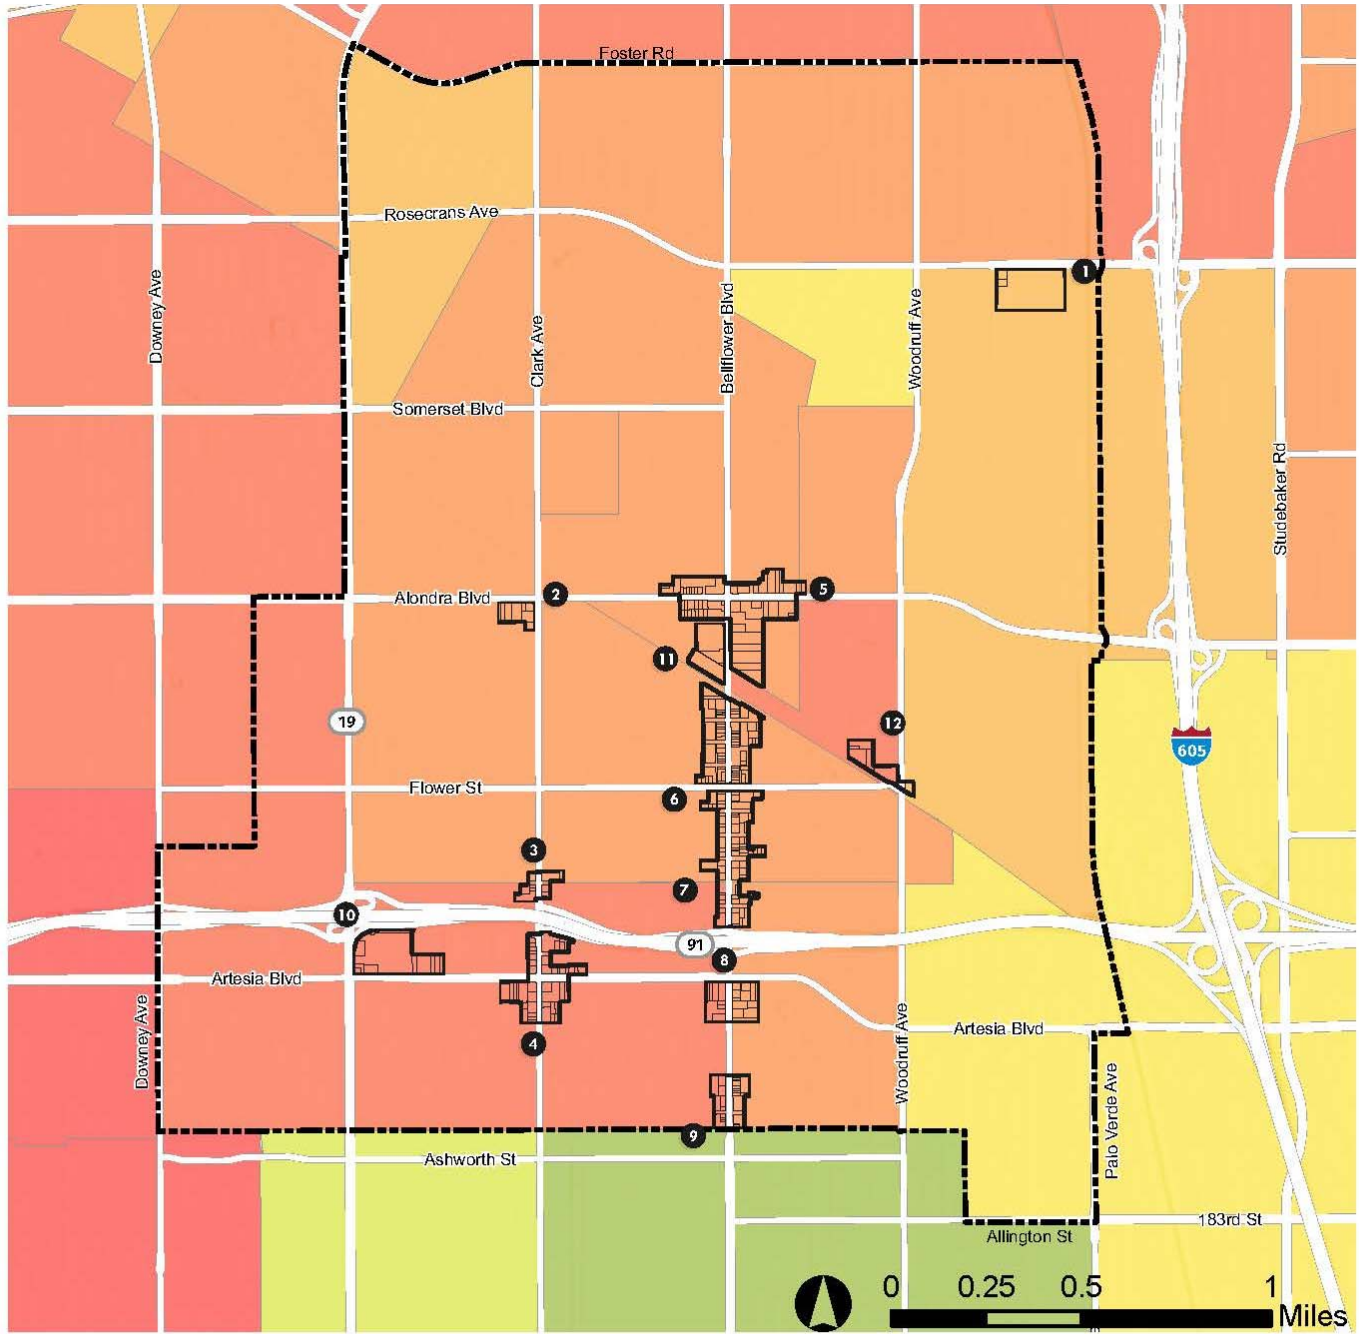 Foster Rd
Rosecrans Ave
1
Downey Ave
Clark Ave
Bellflower Blvd
Woodruff Ave
Somerset Blvd
Studebaker Rd
Alondra Blvd
2
5
11
19
12
605
Flower St
6
3
7
10
91
8
Artesia Blvd
Downey Ave
4
Woodruff Ave
Artesia Blvd
Palo Verde Ave
9
Ashworth St
183rd St
Allington St
0 0.25 0.5 1
Miles